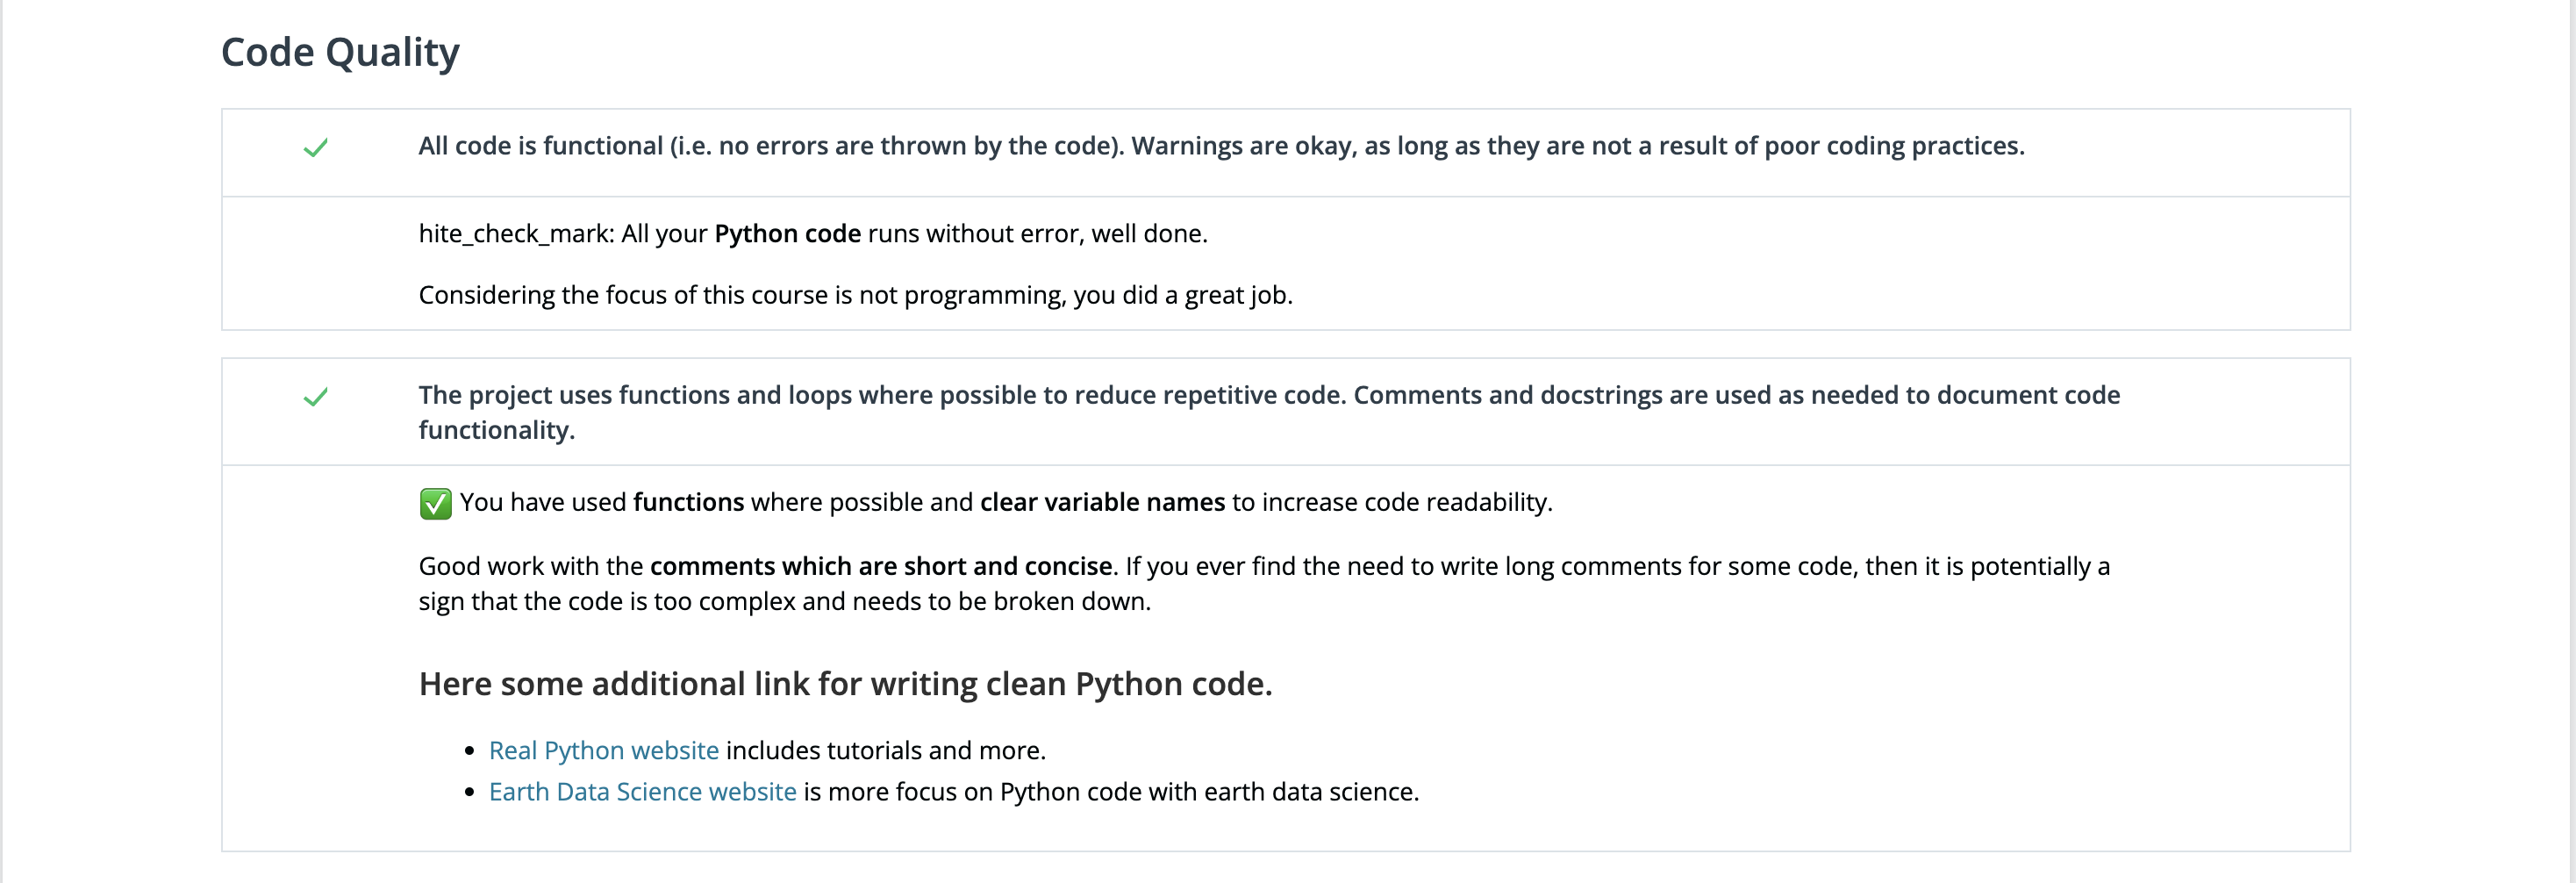 Code Quality
All code is functional (i.e. no errors are thrown by the code). Warnings are okay, as long as they are not a result of poor coding practices.
hite_check_mark: All your Python code runs without error, well done.
Considering the focus of this course is not programming, you did a great job.
The project uses functions and loops where possible to reduce repetitive code. Comments and docstrings are used as needed to document code
functionality.
✅ You have used functions where possible and clear variable names to increase code readability.
Good work with the comments which are short and concise. If you ever find the need to write long comments for some code, then it is potentially a
sign that the code is too complex and needs to be broken down.
Here some additional link for writing clean Python code.
• Real Python website includes tutorials and more.
• Earth Data Science website is more focus on Python code with earth data science.